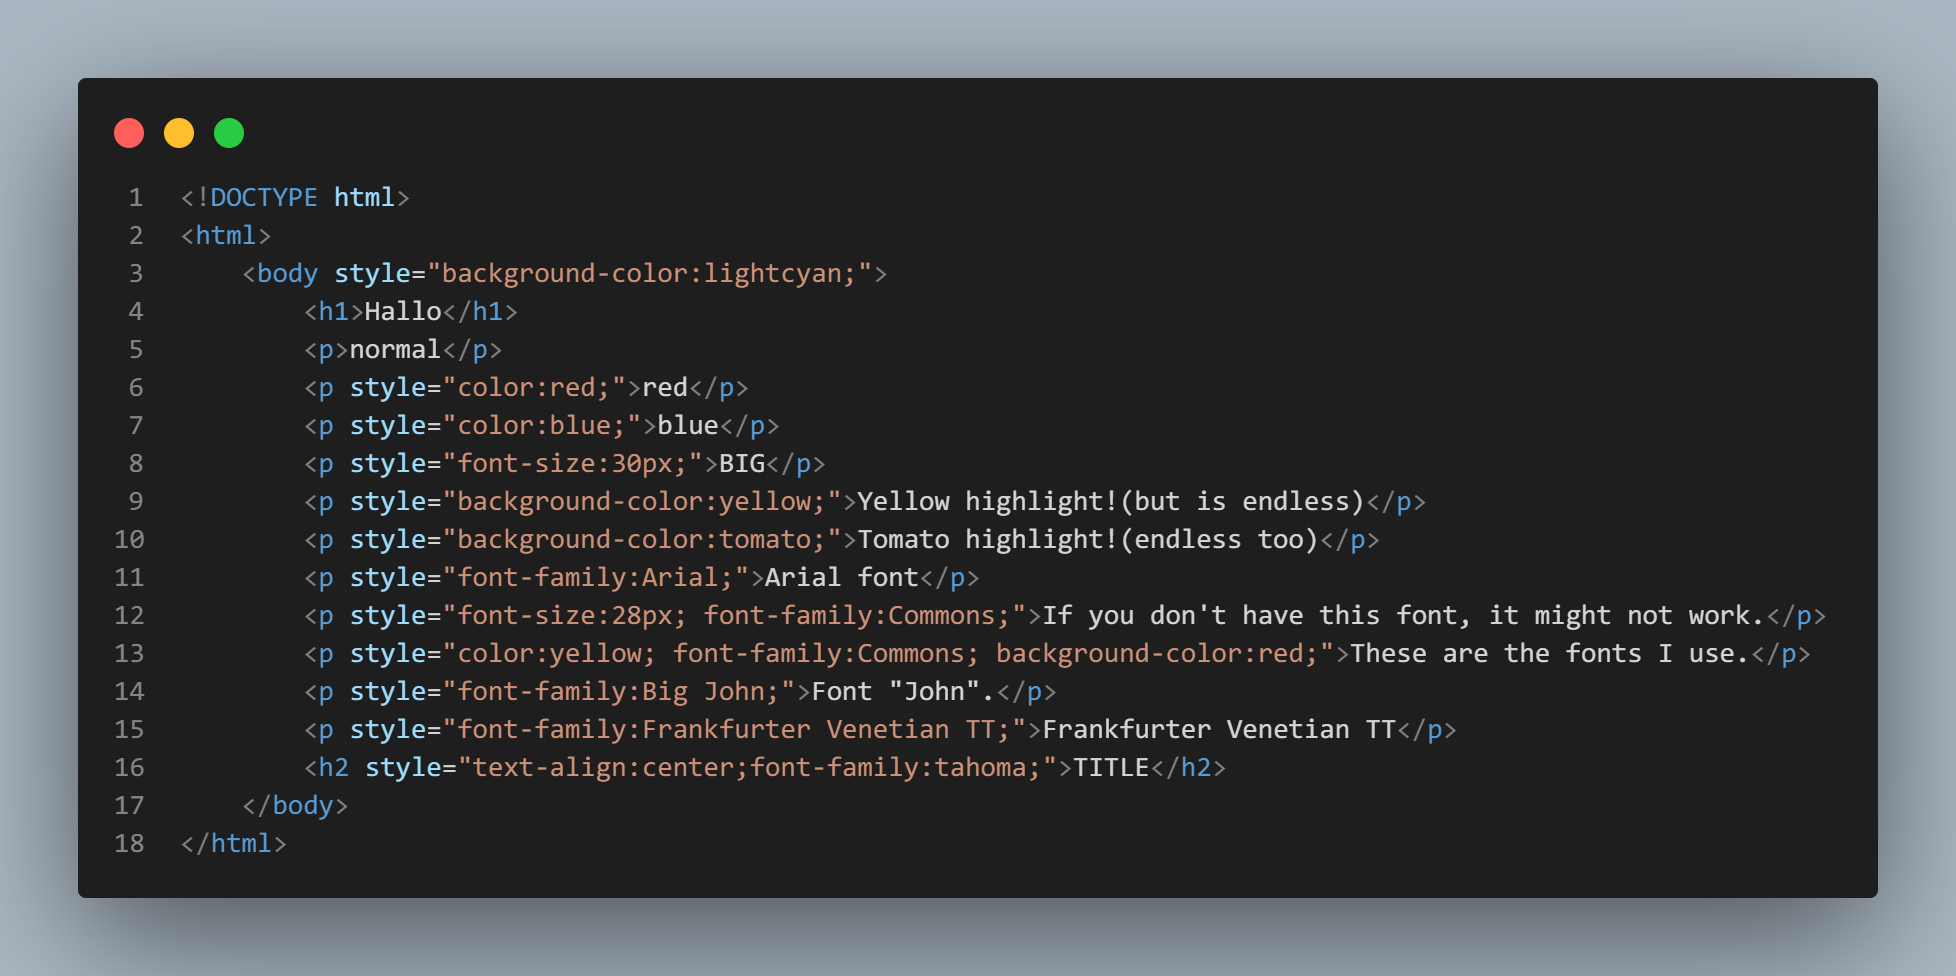 1 <!DOCTYPE html>
2 <html>
3     <body style="background-color:lightcyan;">
4         <h1>Hallo</h1>
5         <p>normal</p>
6         <p style="color:red;">red</p>
7         <p style="color:blue;">blue</p>
8         <p style="font-size:30px;">BIG</p>
9         <p style="background-color:yellow;">Yellow highlight!(but is endless)</p>
10         <p style="background-color:tomato;">Tomato highlight!(endless too)</p>
11         <p style="font-family:Arial;">Arial font</p>
12         <p style="font-size:28px; font-family:Commons;">If you don't have this font, it might not work.</p>
13         <p style="color:yellow; font-family:Commons; background-color:red;">These are the fonts I use.</p>
14         <p style="font-family:Big John;">Font "John".</p>
15         <p style="font-family:Frankfurter Venetian TT;">Frankfurter Venetian TT</p>
16         <h2 style="text-align:center;font-family:tahoma;">TITLE</h2>
17     </body>
18 </html>